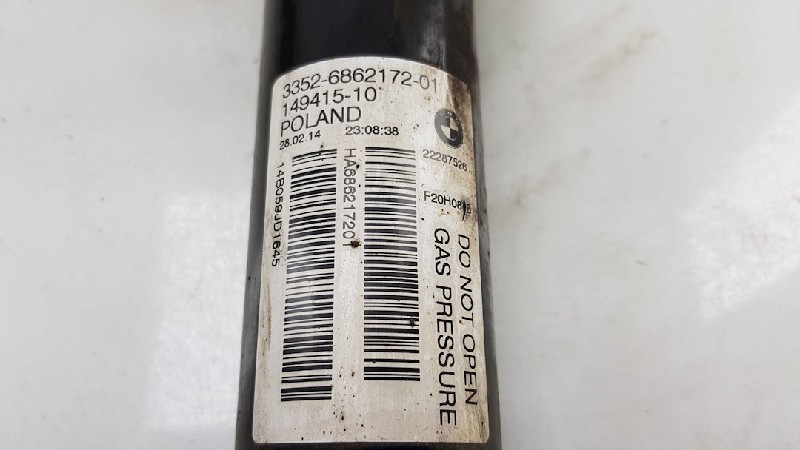 3352-6862172-01
149415-10
POLAND
28.02.14 23:08:38
22287526
14B059JD1645
HA686217201
DO NOT OPEN
GAS PRESSURE